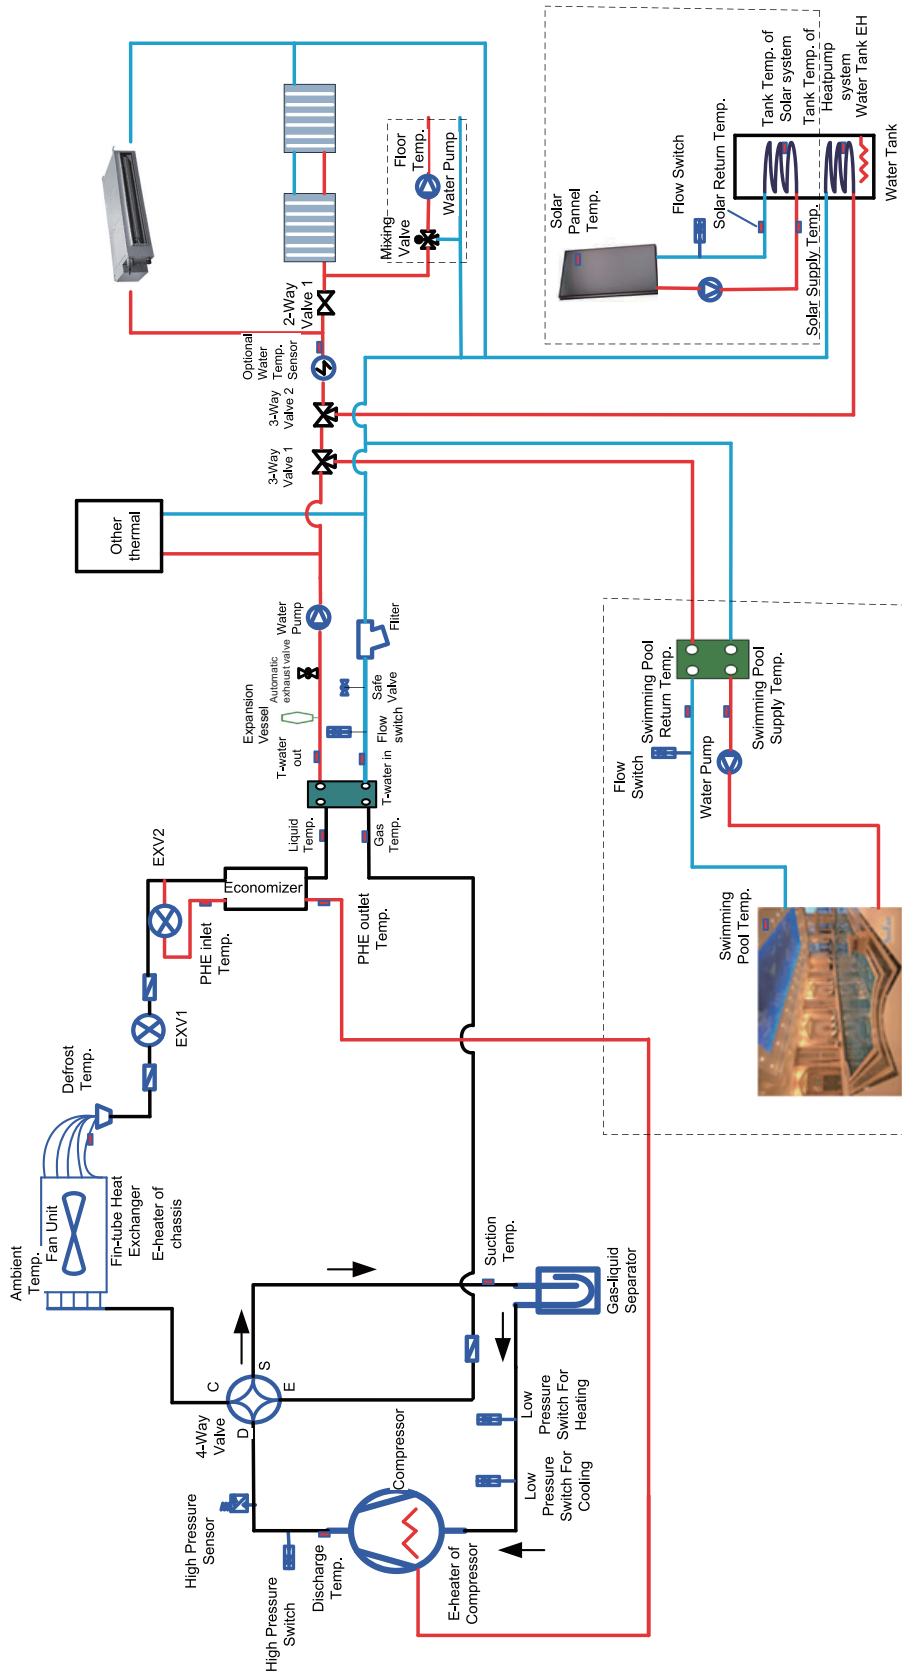 Ambient
Temp.
Fan Unit
Fin-tube Heat
Exchanger
E-heater of
chassis
Defrost
Temp.
EXV1
EXV2
PHE inlet
Temp.
Economizer
PHE outlet
Temp.
Liquid
Temp.
Gas
Temp.
T-water
out
T-water in
Expansion
Vessel
Automatic
exhaust valve
Flow
switch
Safe
Valve
Water
Pump
Fliter
Other
thermal
3-Way
Valve 1
3-Way
Valve 2
Optional
Water
Temp.
Sensor
2-Way
Valve 1
Mixing
Valve
Floor
Temp.
Water Pump
Solar
Pannel
Temp.
Flow Switch
Solar Return Temp.
Solar Supply Temp.
Tank Temp. of
Solar system
Tank Temp. of
Heatpump
system
Water Tank EH
Water Tank
Swimming Pool
Return Temp.
Swimming Pool
Supply Temp.
Flow
Switch
Water Pump
Swimming
Pool Temp.
4-Way
Valve
C
D
S
E
Suction
Temp.
Gas-liquid
Separator
Low
Pressure
Switch For
Heating
Low
Pressure
Switch For
Cooling
Compressor
E-heater of
Compressor
Discharge
Temp.
High Pressure
Sensor
High Pressure
Switch